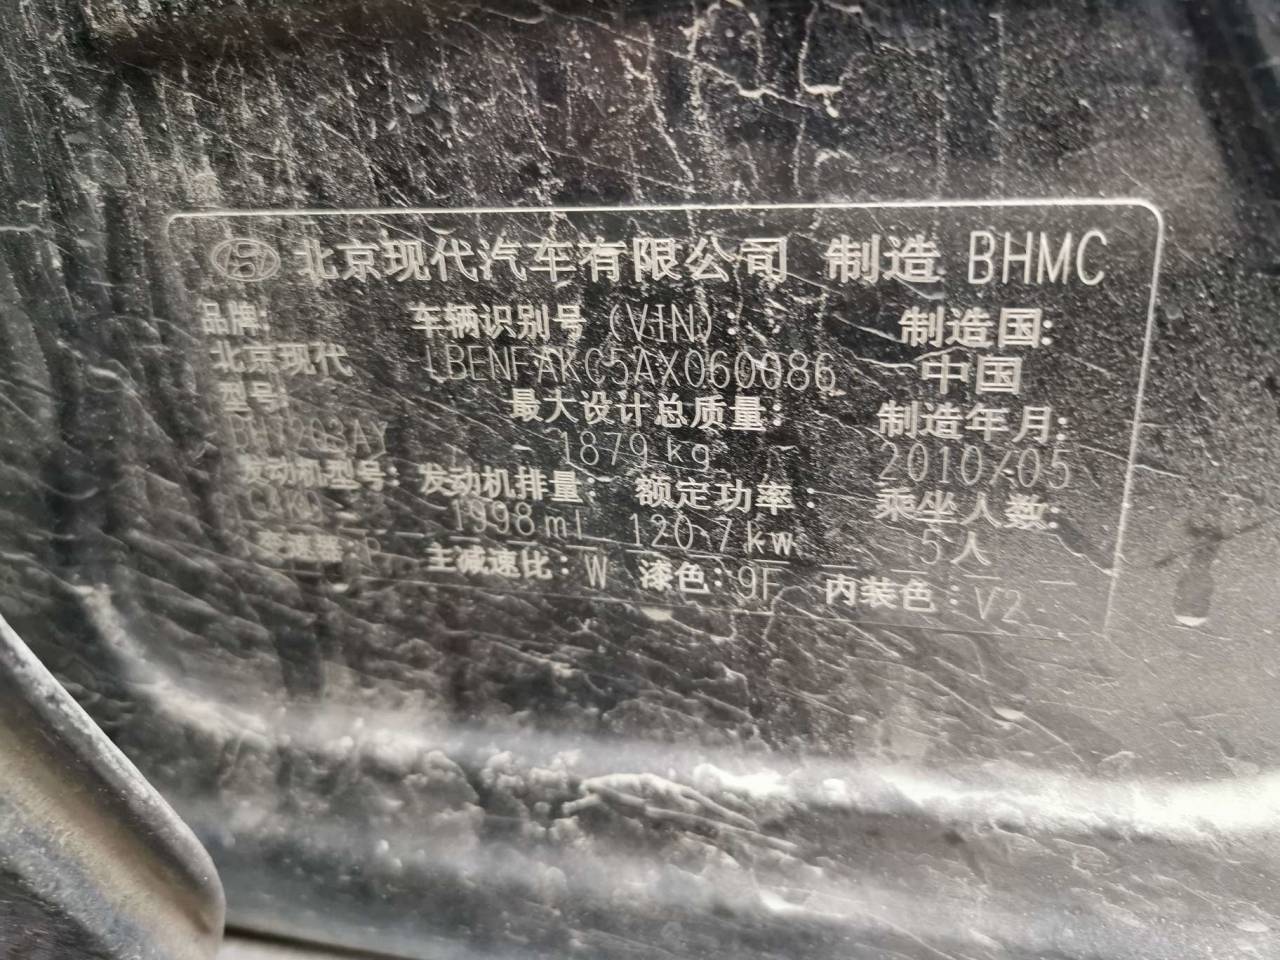 北京现代汽车有限公司 制造 BHMC
品牌: 车辆识别号 (VIN): 制造国:
北京现代 LBENFAKC5AX060086 中国
型号: 最大设计总质量: 制造年月:
BH7203AY 1879kg 2010/05
发动机型号: 发动机排量: 额定功率: 乘坐人数:
1998ml 120.7kw 5人
变速器: 主减速比: W 漆色: 9F 内装色: V2